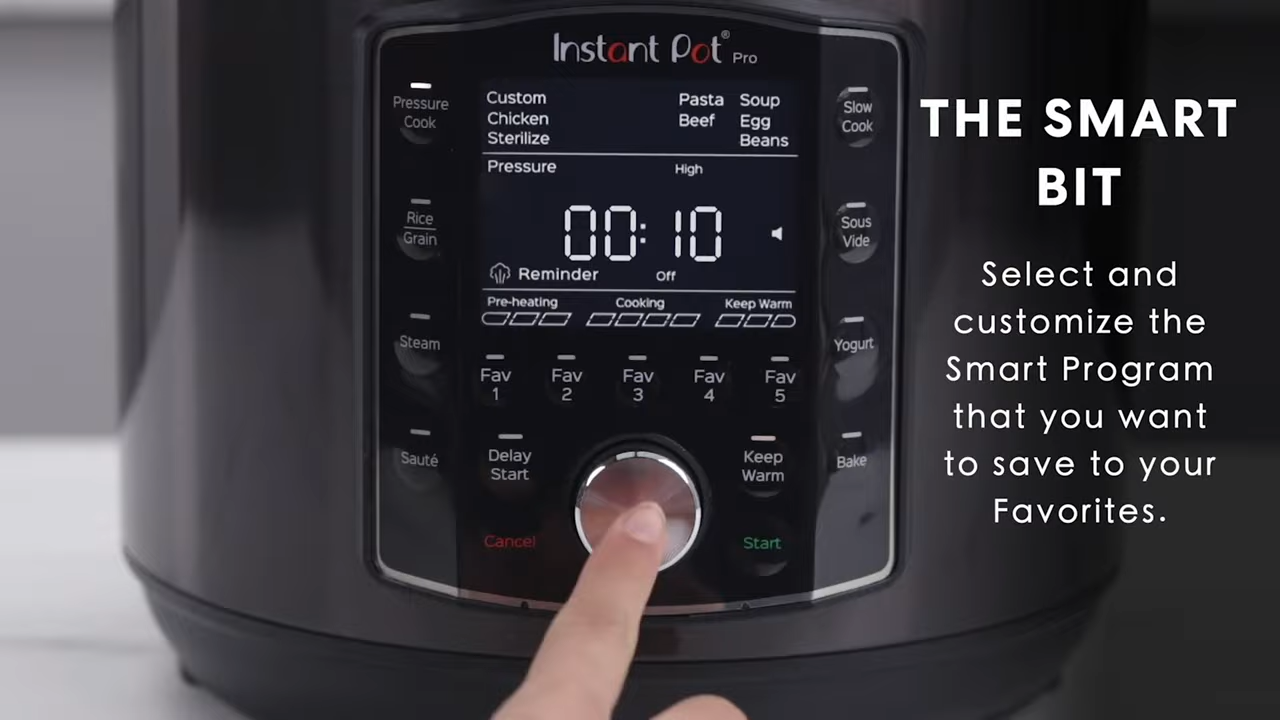 Instant Pot® Pro
Pressure
Cook
Rice
Grain
Steam
Sauté
Custom Pasta Soup
Chicken Beef Egg
Sterilize Beans
Pressure High
00:10
Reminder Off
Pre-heating Cooking Keep Warm
Fav 1
Fav 2
Fav 3
Fav 4
Fav 5
Delay
Start
Keep
Warm
Cancel
Start
Slow
Cook
Sous
Vide
Yogurt
Bake
THE SMART
BIT
Select and
customize the
Smart Program
that you want
to save to your
Favorites.